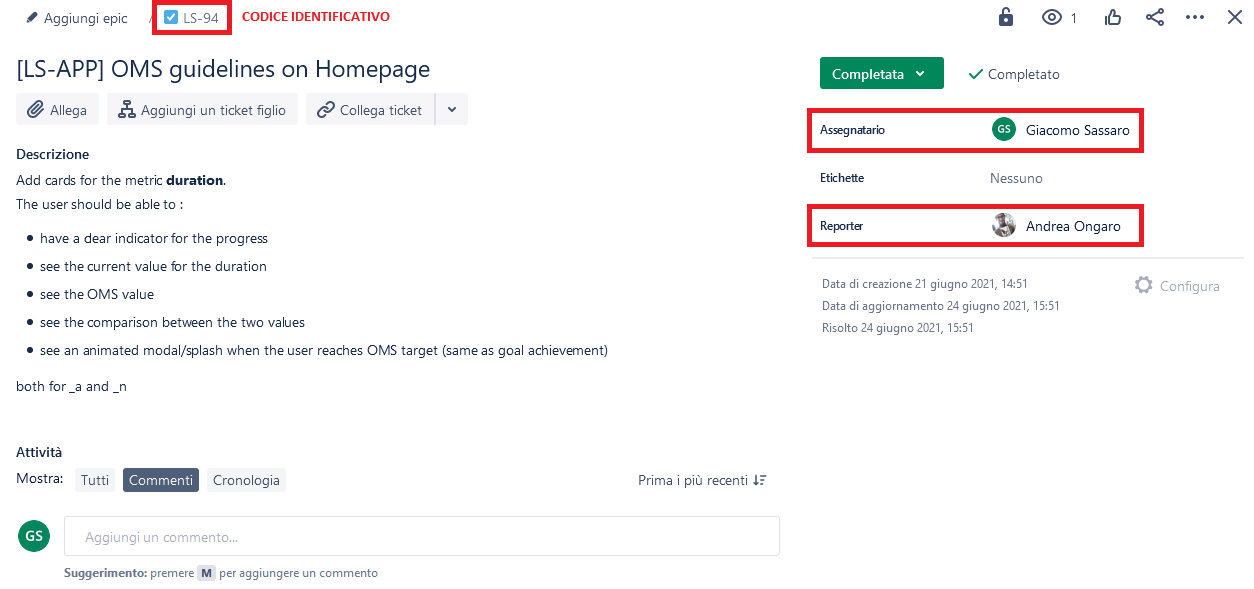 Aggiungi epic / LS-94 CODICE IDENTIFICATIVO 1
[LS-APP] OMS guidelines on Homepage
Completata Completato
Allega Aggiungi un ticket figlio Collega ticket
Assegnatario GS Giacomo Sassaro
Descrizione
Add cards for the metric duration.
Etichette Nessuno
The user should be able to :
Reporter Andrea Ongaro
have a dear indicator for the progress
see the current value for the duration
see the OMS value
see the comparison between the two values
see an animated modal/splash when the user reaches OMS target (same as goal achievement)
both for _a and _n
Data di creazione 21 giugno 2021, 14:51
Configura
Data di aggiornamento 24 giugno 2021, 15:51
Risolto 24 giugno 2021, 15:51
Attività
Mostra: Tutti Commenti Cronologia Prima i più recenti
GS Aggiungi un commento...
Suggerimento: premere M per aggiungere un commento